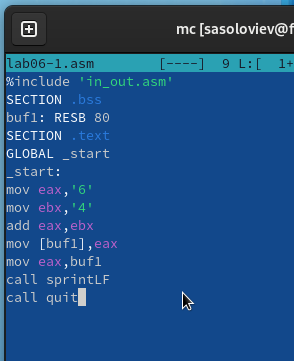 mc [sasoloviev@f
lab06-1.asm [----] 9 L:[ 1+
%include 'in_out.asm'
SECTION .bss
buf1: RESB 80
SECTION .text
GLOBAL _start
_start:
mov eax,'6'
mov ebx,'4'
add eax,ebx
mov [buf1],eax
mov eax,buf1
call sprintLF
call quit